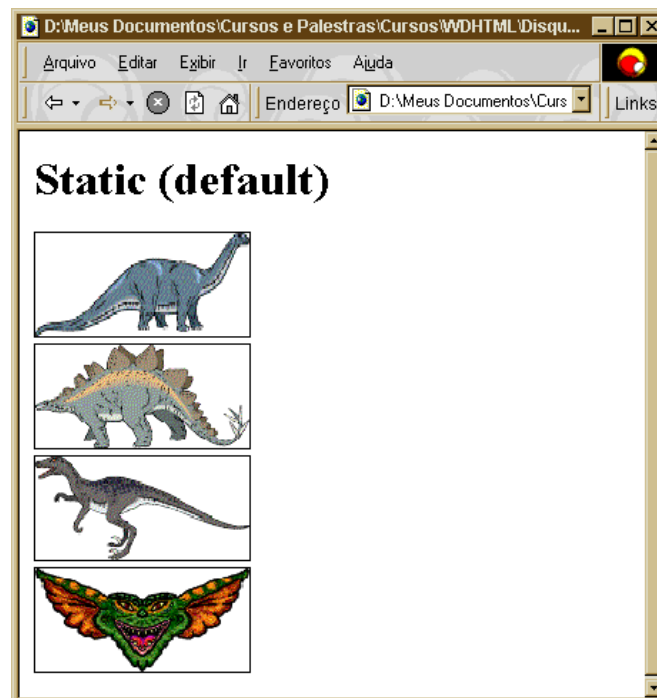 D:\Meus Documentos\Cursos e Palestras\Cursos\WDHTML\Disqu...
Arquivo Editar Exibir Ir Favoritos Ajuda
Endereço D:\Meus Documentos\Curs Links
Static (default)